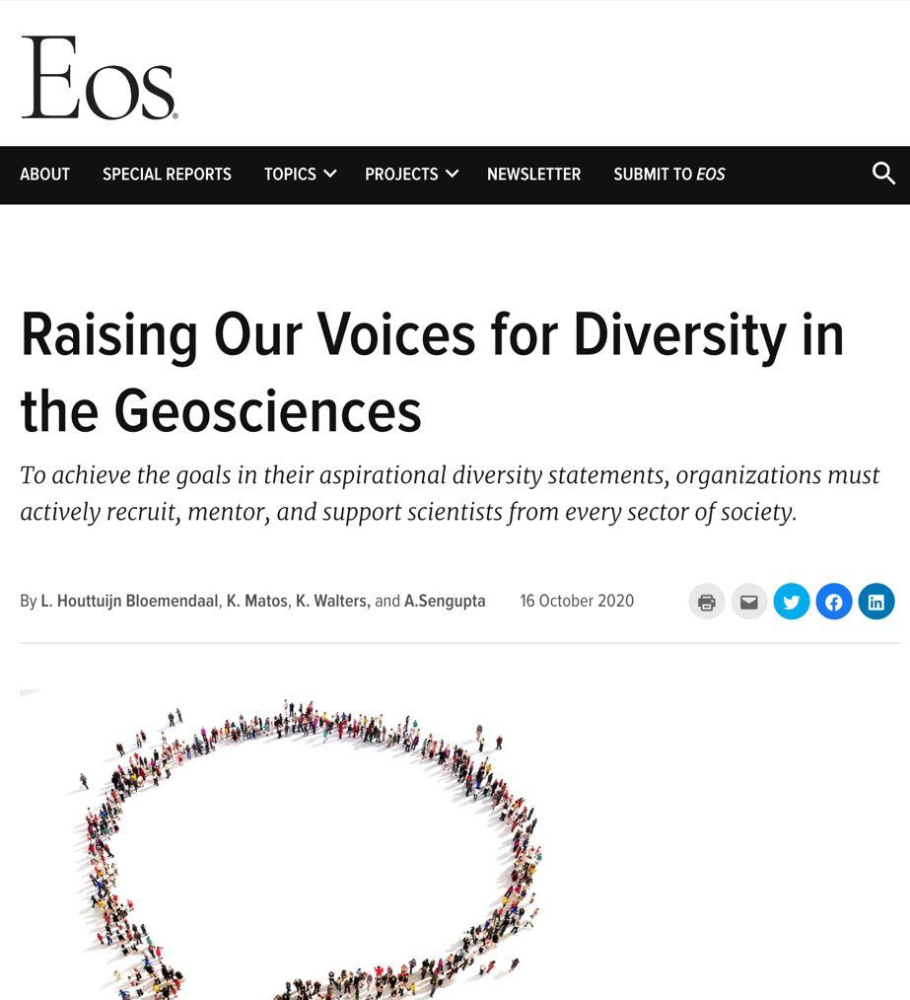 Eos®
ABOUT SPECIAL REPORTS TOPICS PROJECTS NEWSLETTER SUBMIT TO EOS
Raising Our Voices for Diversity in
the Geosciences
To achieve the goals in their aspirational diversity statements, organizations must
actively recruit, mentor, and support scientists from every sector of society.
By L. Houttuijn Bloemendaal, K. Matos, K. Walters, and A.Sengupta 16 October 2020